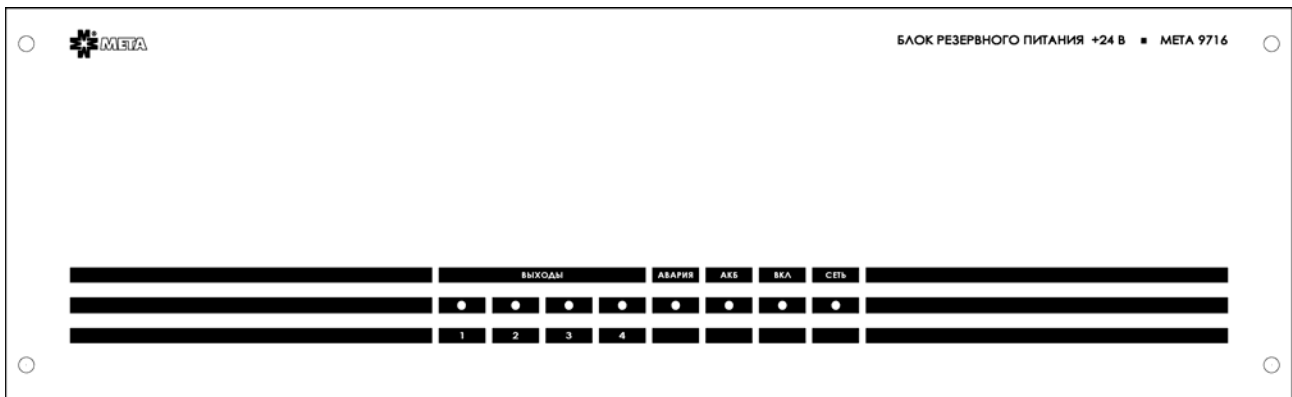 МЕТА
БЛОК РЕЗЕРВНОГО ПИТАНИЯ +24 В ▪ МЕТА 9716
ВЫХОДЫ АВАРИЯ АКБ ВКЛ СЕТЬ
1 2 3 4